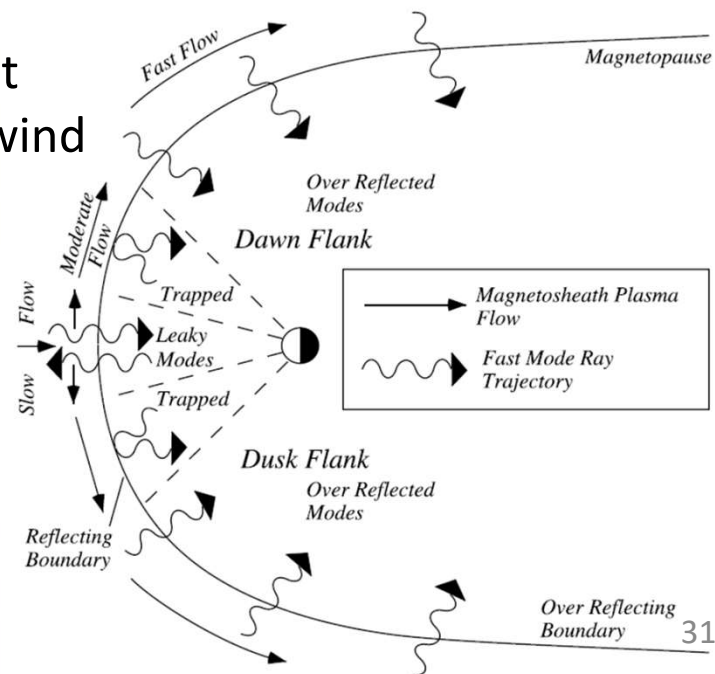 t
wind
Fast Flow
Magnetopause
Over Reflected
Modes
Moderate
Flow
Dawn Flank
Trapped
Flow
Leaky
Modes
Slow
Trapped
Magnetosheath Plasma
Flow
Fast Mode Ray
Trajectory
Dusk Flank
Over Reflected
Modes
Reflecting
Boundary
Over Reflecting
Boundary
31